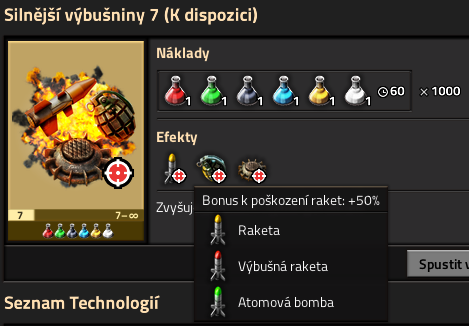 Silnější výbušniny 7 (K dispozici)
Náklady
1 1 1 1 1 1 60 × 1000
Efekty
7 7-∞
Zvyšuj
Bonus k poškození raket: +50%
Raketa
Výbušná raketa
Atomová bomba
Spustit v
Seznam Technologií